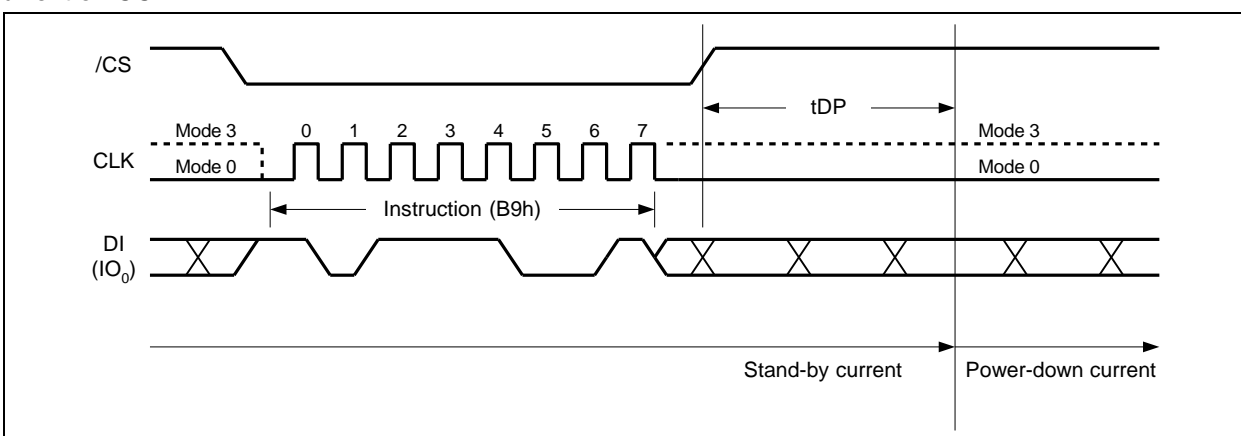 /CS
tDP
Mode 3
0 1 2 3 4 5 6 7
Mode 3
CLK
Mode 0
Mode 0
Instruction (B9h)
DI
(IO0)
Stand-by current
Power-down current